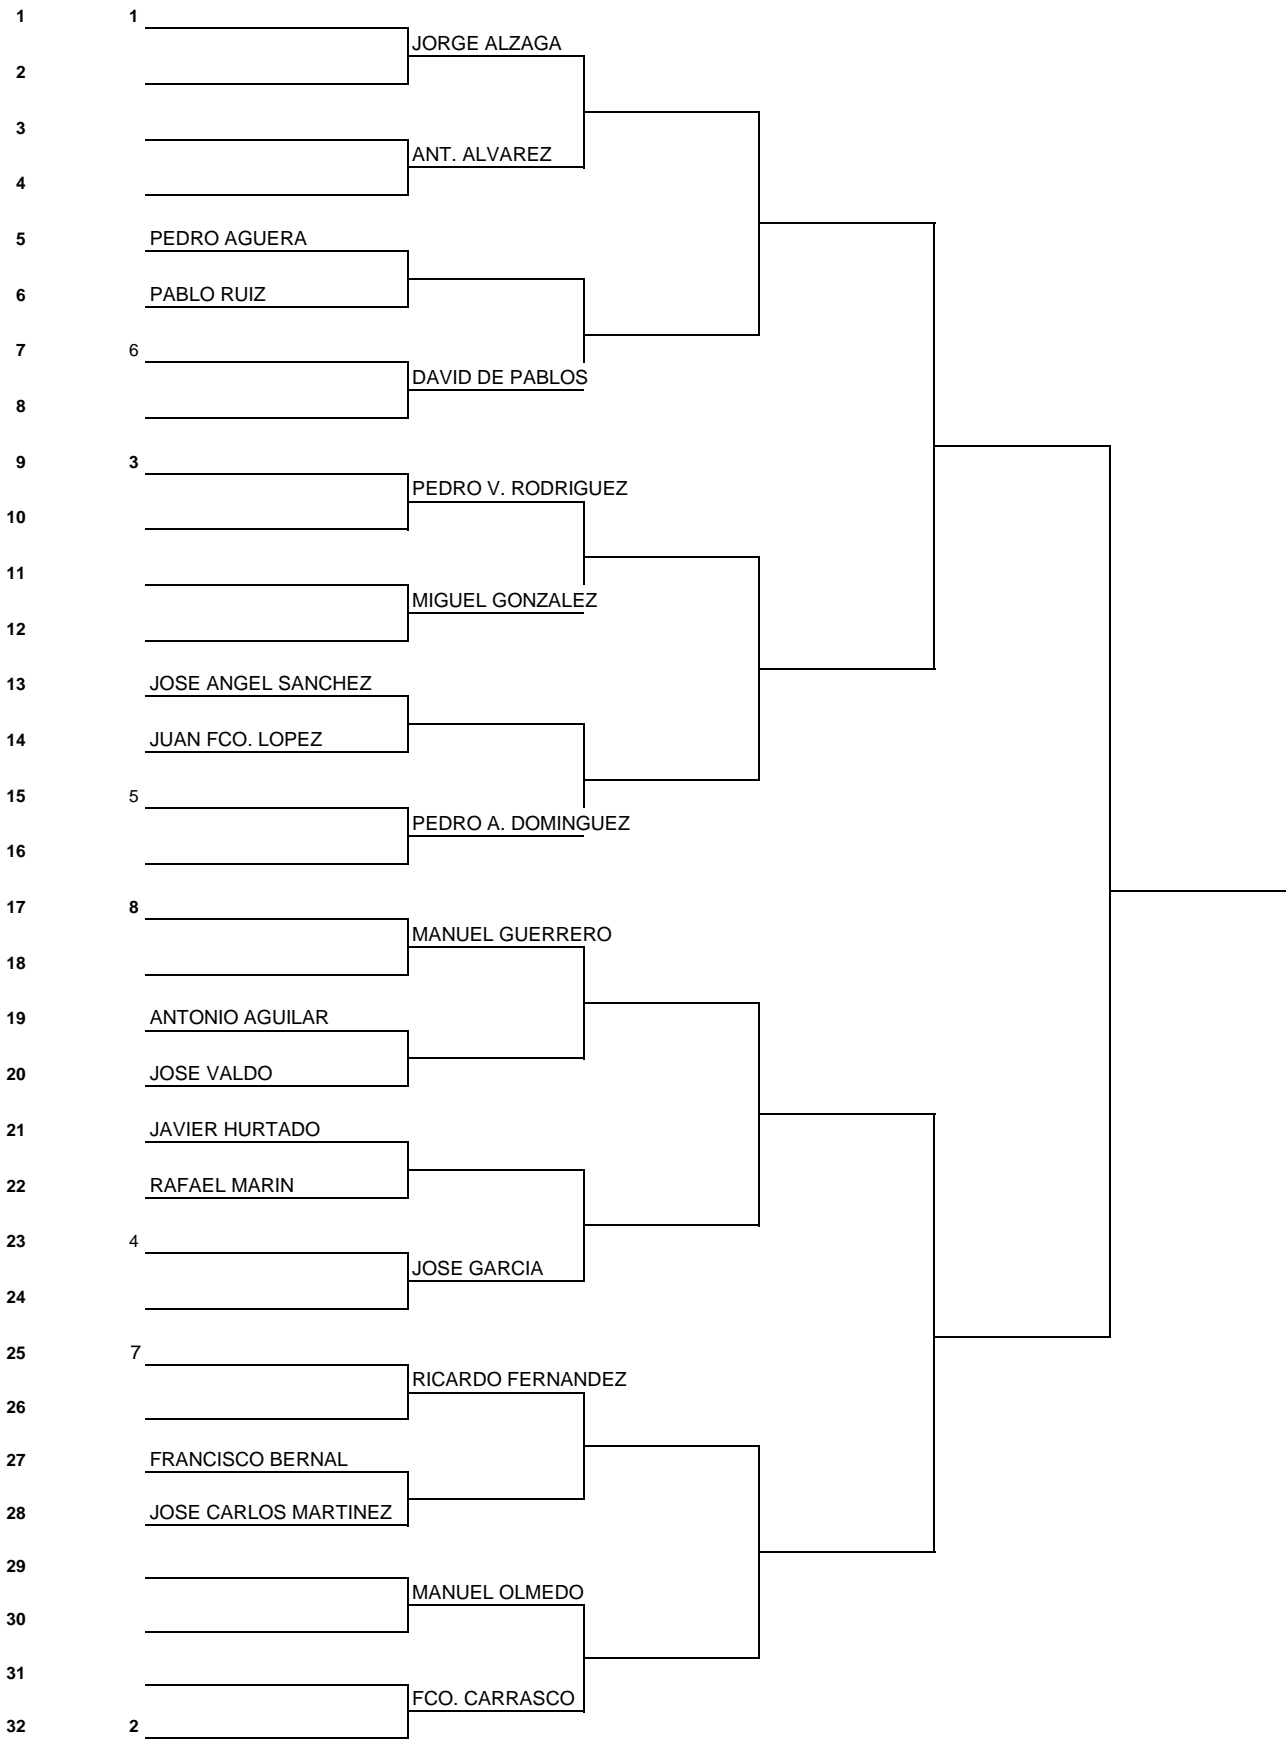 1 1
JORGE ALZAGA
2
3
ANT. ALVAREZ
4
5 PEDRO AGUERA
6 PABLO RUIZ
7 6
DAVID DE PABLOS
8
9 3
PEDRO V. RODRIGUEZ
10
11
MIGUEL GONZALEZ
12
13 JOSE ANGEL SANCHEZ
14 JUAN FCO. LOPEZ
15 5
PEDRO A. DOMINGUEZ
16
17 8
MANUEL GUERRERO
18
19 ANTONIO AGUILAR
20 JOSE VALDO
21 JAVIER HURTADO
22 RAFAEL MARIN
23 4
JOSE GARCIA
24
25 7
RICARDO FERNANDEZ
26
27 FRANCISCO BERNAL
28 JOSE CARLOS MARTINEZ
29
MANUEL OLMEDO
30
31
FCO. CARRASCO
32 2